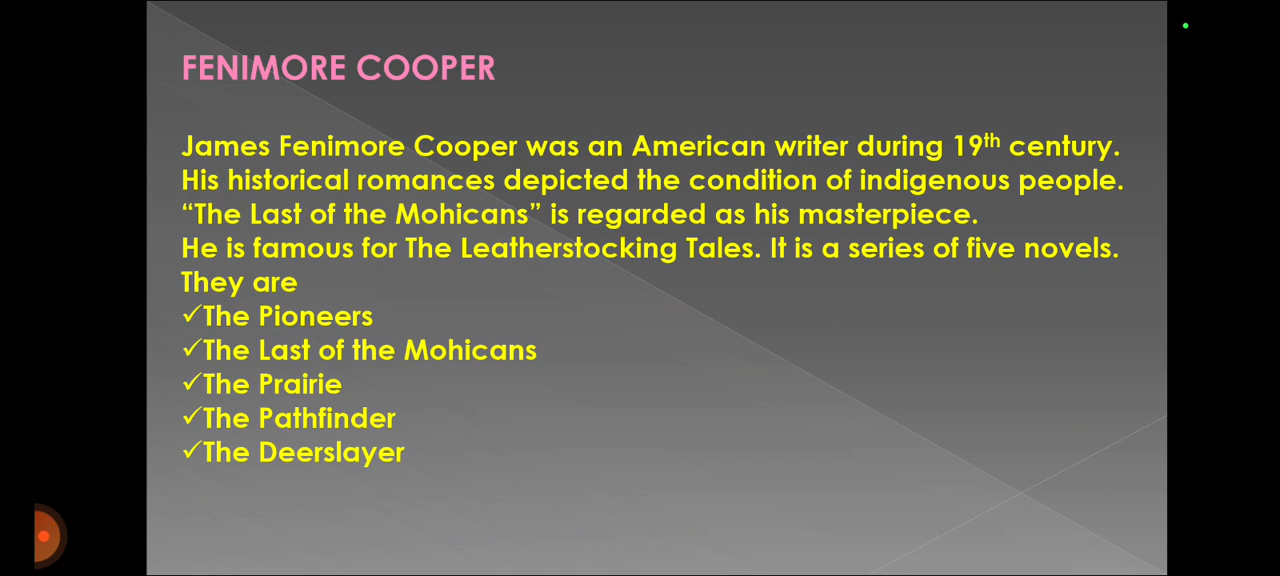 FENIMORE COOPER
James Fenimore Cooper was an American writer during 19th century.
His historical romances depicted the condition of indigenous people.
“The Last of the Mohicans” is regarded as his masterpiece.
He is famous for The Leatherstocking Tales. It is a series of five novels.
They are
✓The Pioneers
✓The Last of the Mohicans
✓The Prairie
✓The Pathfinder
✓The Deerslayer